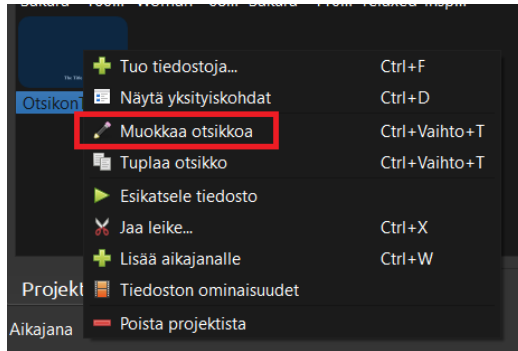 Tuo tiedostoja... Ctrl+F
OtsikonT
Näytä yksityiskohdat Ctrl+D
Muokkaa otsikkoa Ctrl+Vaihto+T
Tuplaa otsikko Ctrl+Vaihto+T
Esikatsele tiedosto
Jaa leike... Ctrl+X
Lisää aikajanalle Ctrl+W
Projekt
Tiedoston ominaisuudet
Aikajana
Poista projektista